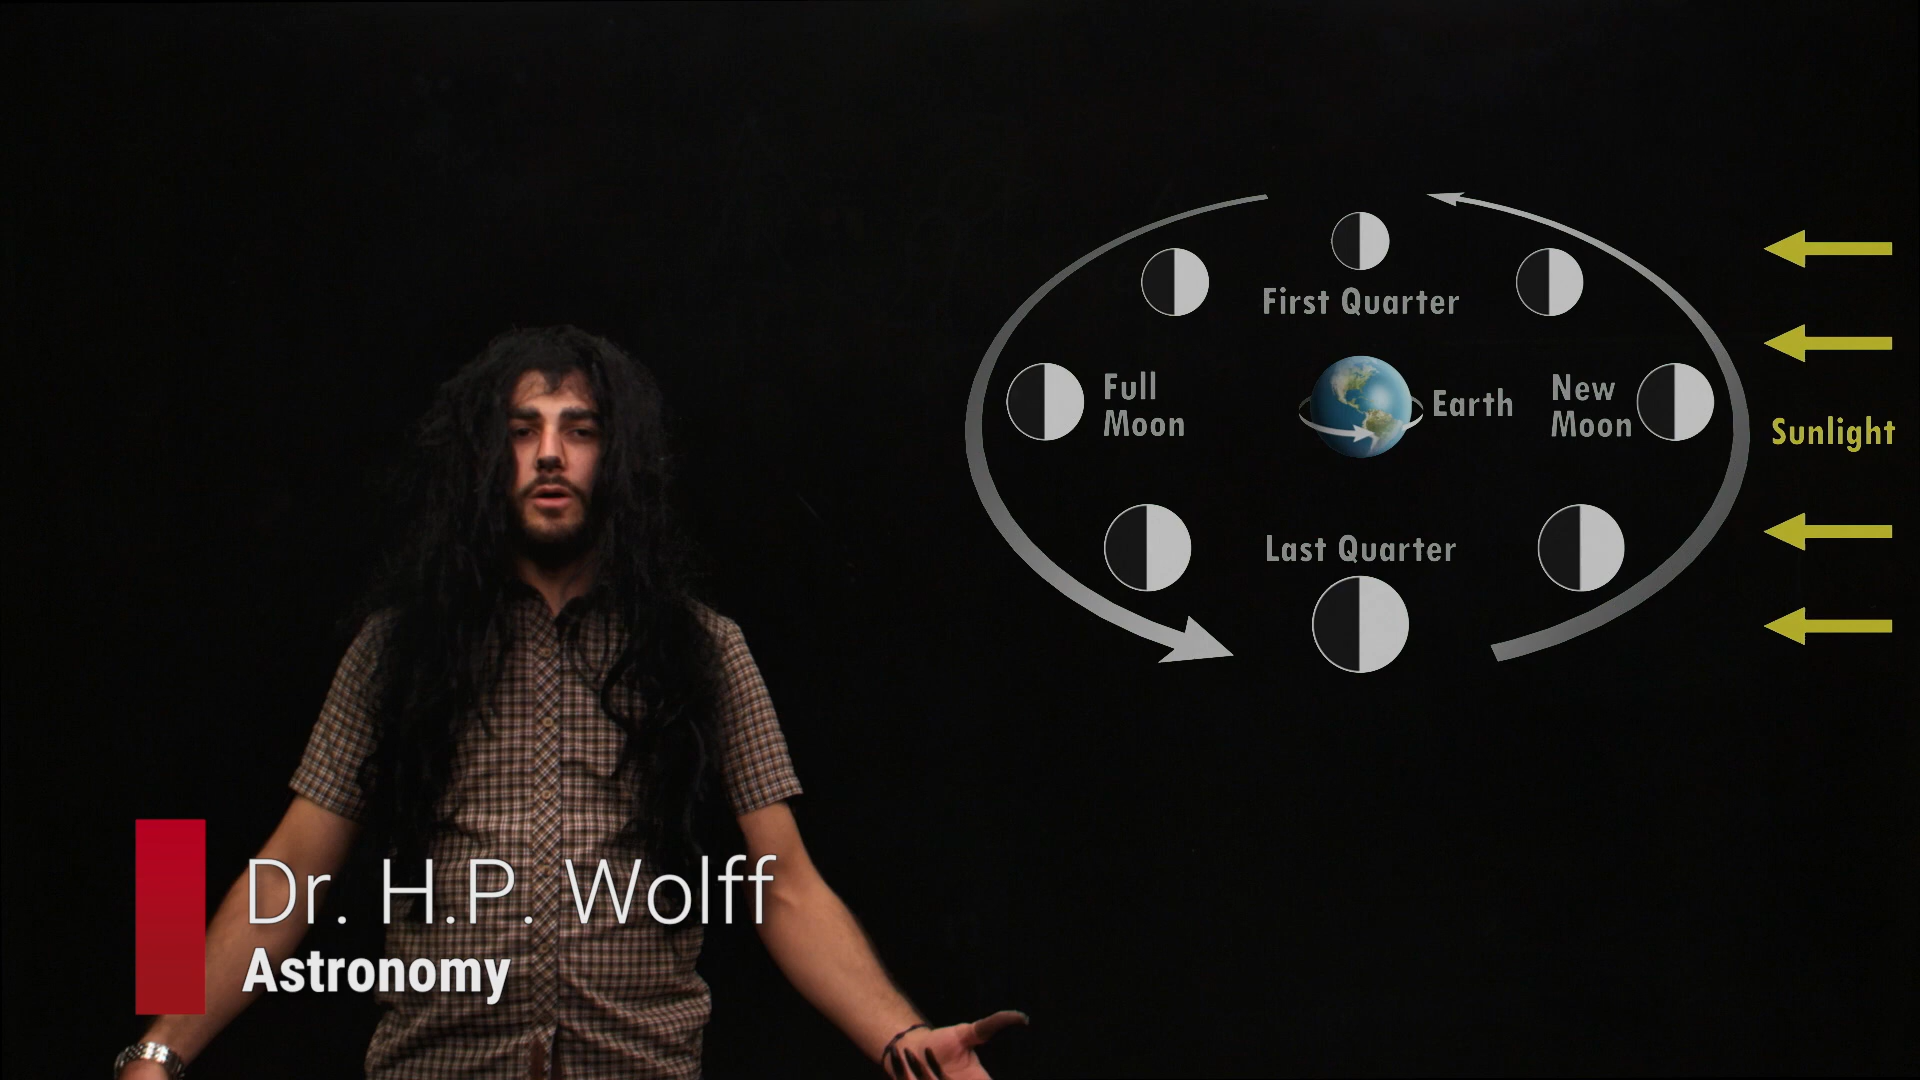 First Quarter
Full
Moon
Earth
New
Moon
Sunlight
Last Quarter
Dr. H.P. Wolff
Astronomy